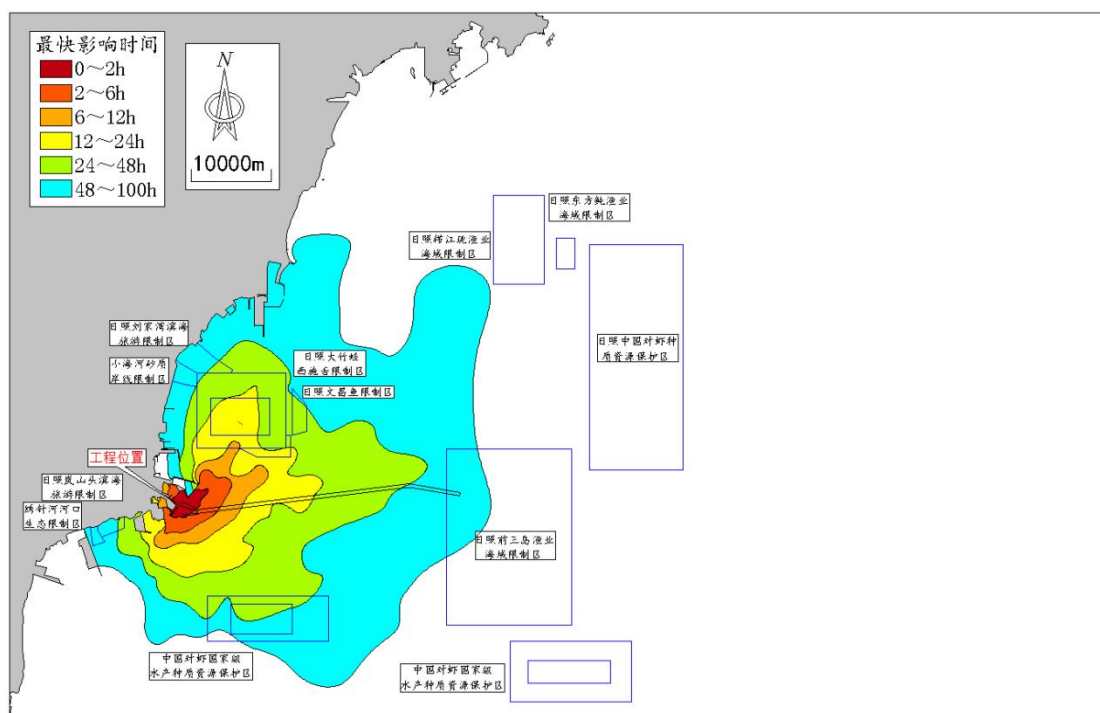 最快影响时间
0～2h
2～6h
6～12h
12～24h
24～48h
48～100h
N
10000m
日照东方鲀渔业
海域限制区
日照褶江珧渔业
海域限制区
日照中国对虾种
质资源保护区
日照刘家湾滨海
旅游限制区
小海河砂质
岸线限制区
日照大竹蛏
西施舌限制区
日照文昌鱼限制区
工程位置
日照岚山头滨海
旅游限制区
绣针河河口
生态限制区
日照前三岛渔业
海域限制区
中国对虾国家级
水产种质资源保护区
中国对虾国家级
水产种质资源保护区